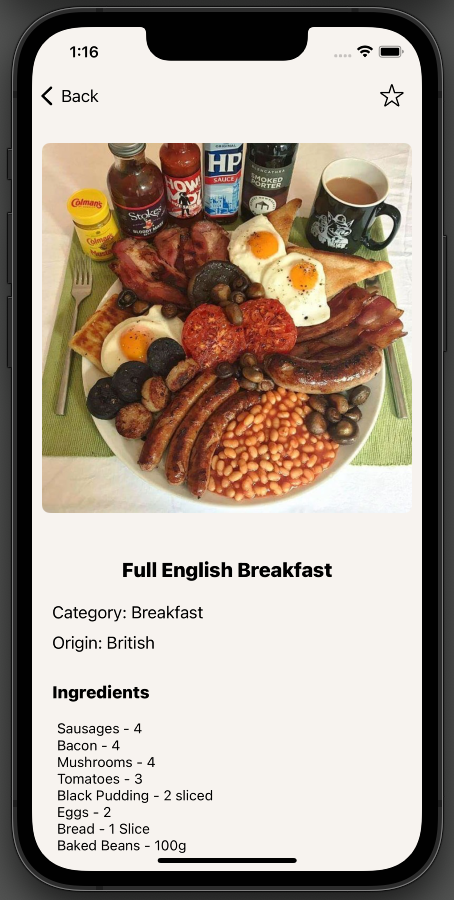 1:16
Back
Colman's
Colman's
Stokes
HP
SAUCE
SMOKED
PORTER
Full English Breakfast
Category: Breakfast
Origin: British
Ingredients
Sausages - 4
Bacon - 4
Mushrooms - 4
Tomatoes - 3
Black Pudding - 2 sliced
Eggs - 2
Bread - 1 Slice
Baked Beans - 100g